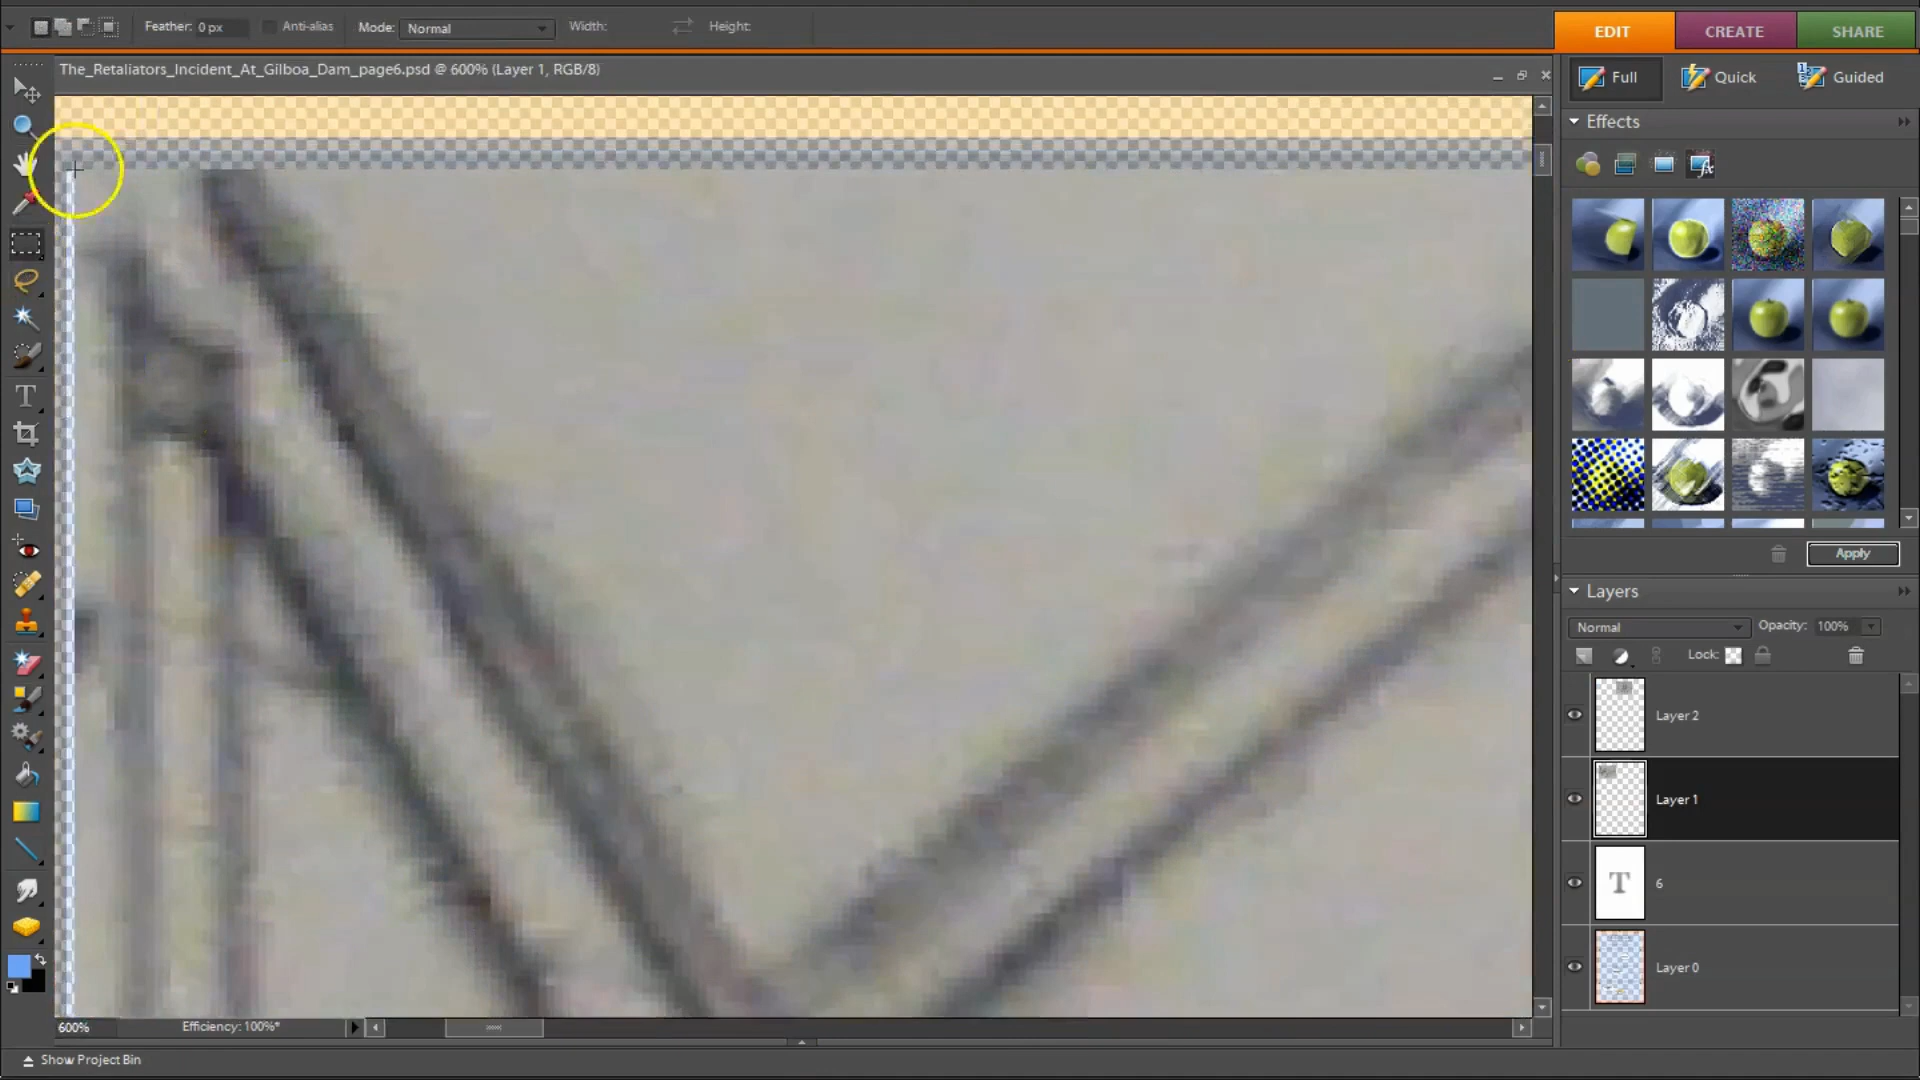 Feather: 0 px Anti-alias Mode: Normal Width: Height:
EDIT CREATE SHARE
The_Retaliators_Incident_At_Gilboa_Dam_page6.psd @ 600% (Layer 1, RGB/8)
Full Quick Guided
Effects
Apply
Layers
Normal Opacity: 100%
Lock:
Layer 2
Layer 1
T 6
Layer 0
600% Efficiency: 100%*
Show Project Bin